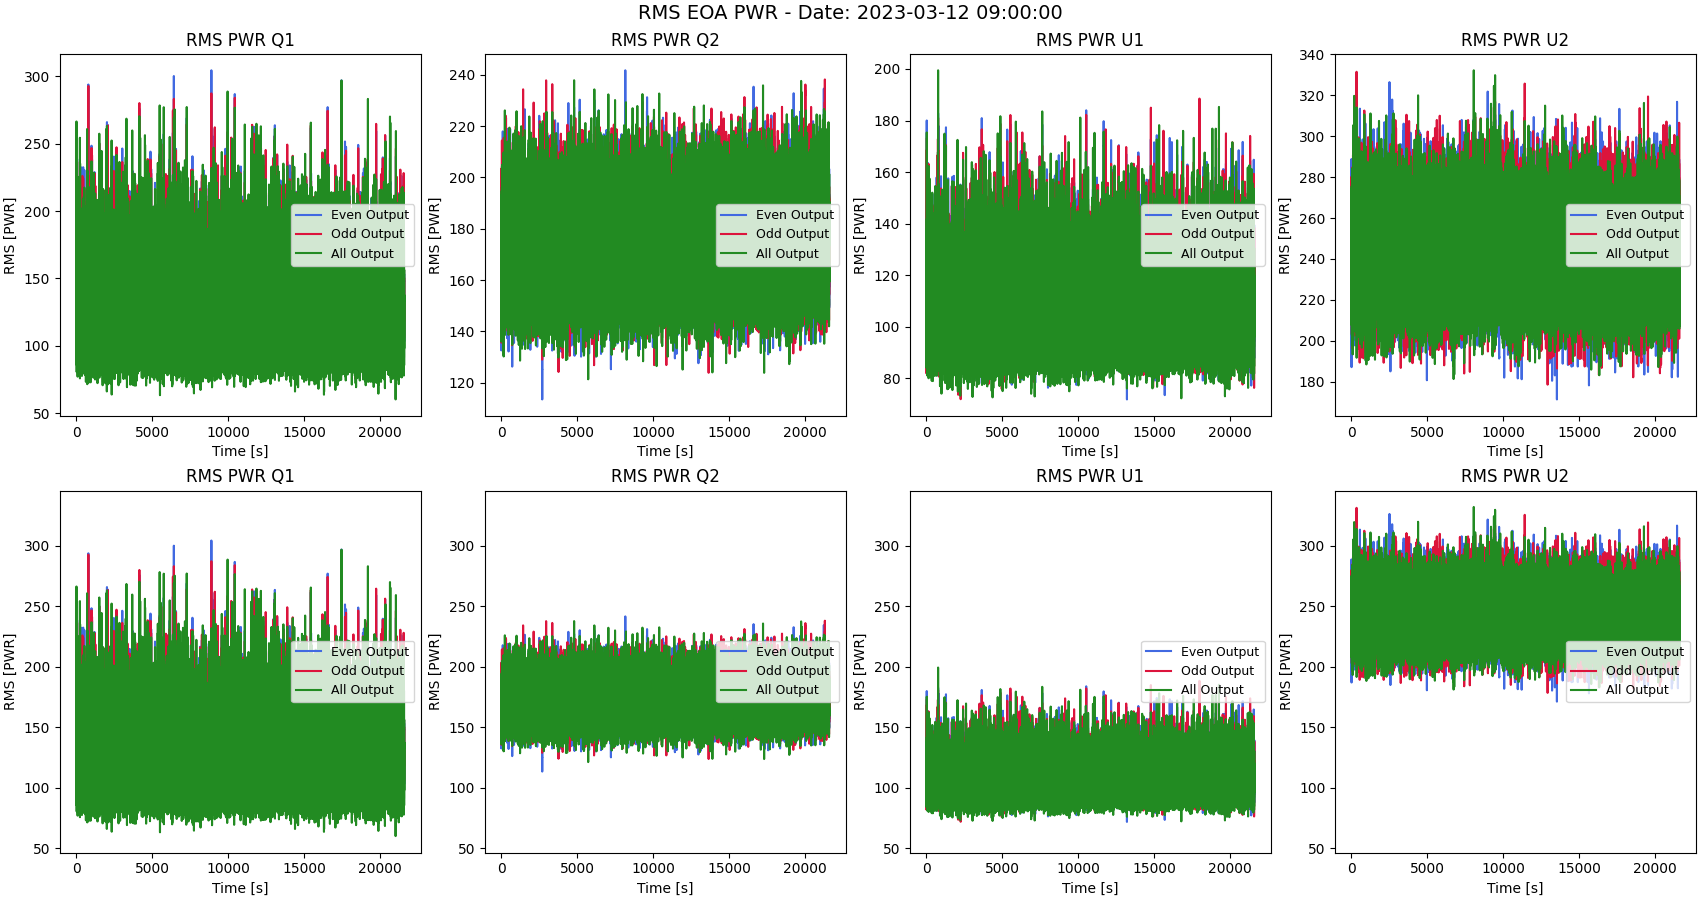 RMS EOA PWR - Date: 2023-03-12 09:00:00
RMS PWR Q1
RMS [PWR]
300
250
200
150
100
50
0 5000 10000 15000 20000
Time [s]
Even Output
Odd Output
All Output
RMS PWR Q2
RMS [PWR]
240
220
200
180
160
140
120
0 5000 10000 15000 20000
Time [s]
Even Output
Odd Output
All Output
RMS PWR U1
RMS [PWR]
200
180
160
140
120
100
80
0 5000 10000 15000 20000
Time [s]
Even Output
Odd Output
All Output
RMS PWR U2
RMS [PWR]
340
320
300
280
260
240
220
200
180
0 5000 10000 15000 20000
Time [s]
Even Output
Odd Output
All Output
RMS PWR Q1
RMS [PWR]
300
250
200
150
100
50
0 5000 10000 15000 20000
Time [s]
Even Output
Odd Output
All Output
RMS PWR Q2
RMS [PWR]
300
250
200
150
100
50
0 5000 10000 15000 20000
Time [s]
Even Output
Odd Output
All Output
RMS PWR U1
RMS [PWR]
300
250
200
150
100
50
0 5000 10000 15000 20000
Time [s]
Even Output
Odd Output
All Output
RMS PWR U2
RMS [PWR]
300
250
200
150
100
50
0 5000 10000 15000 20000
Time [s]
Even Output
Odd Output
All Output